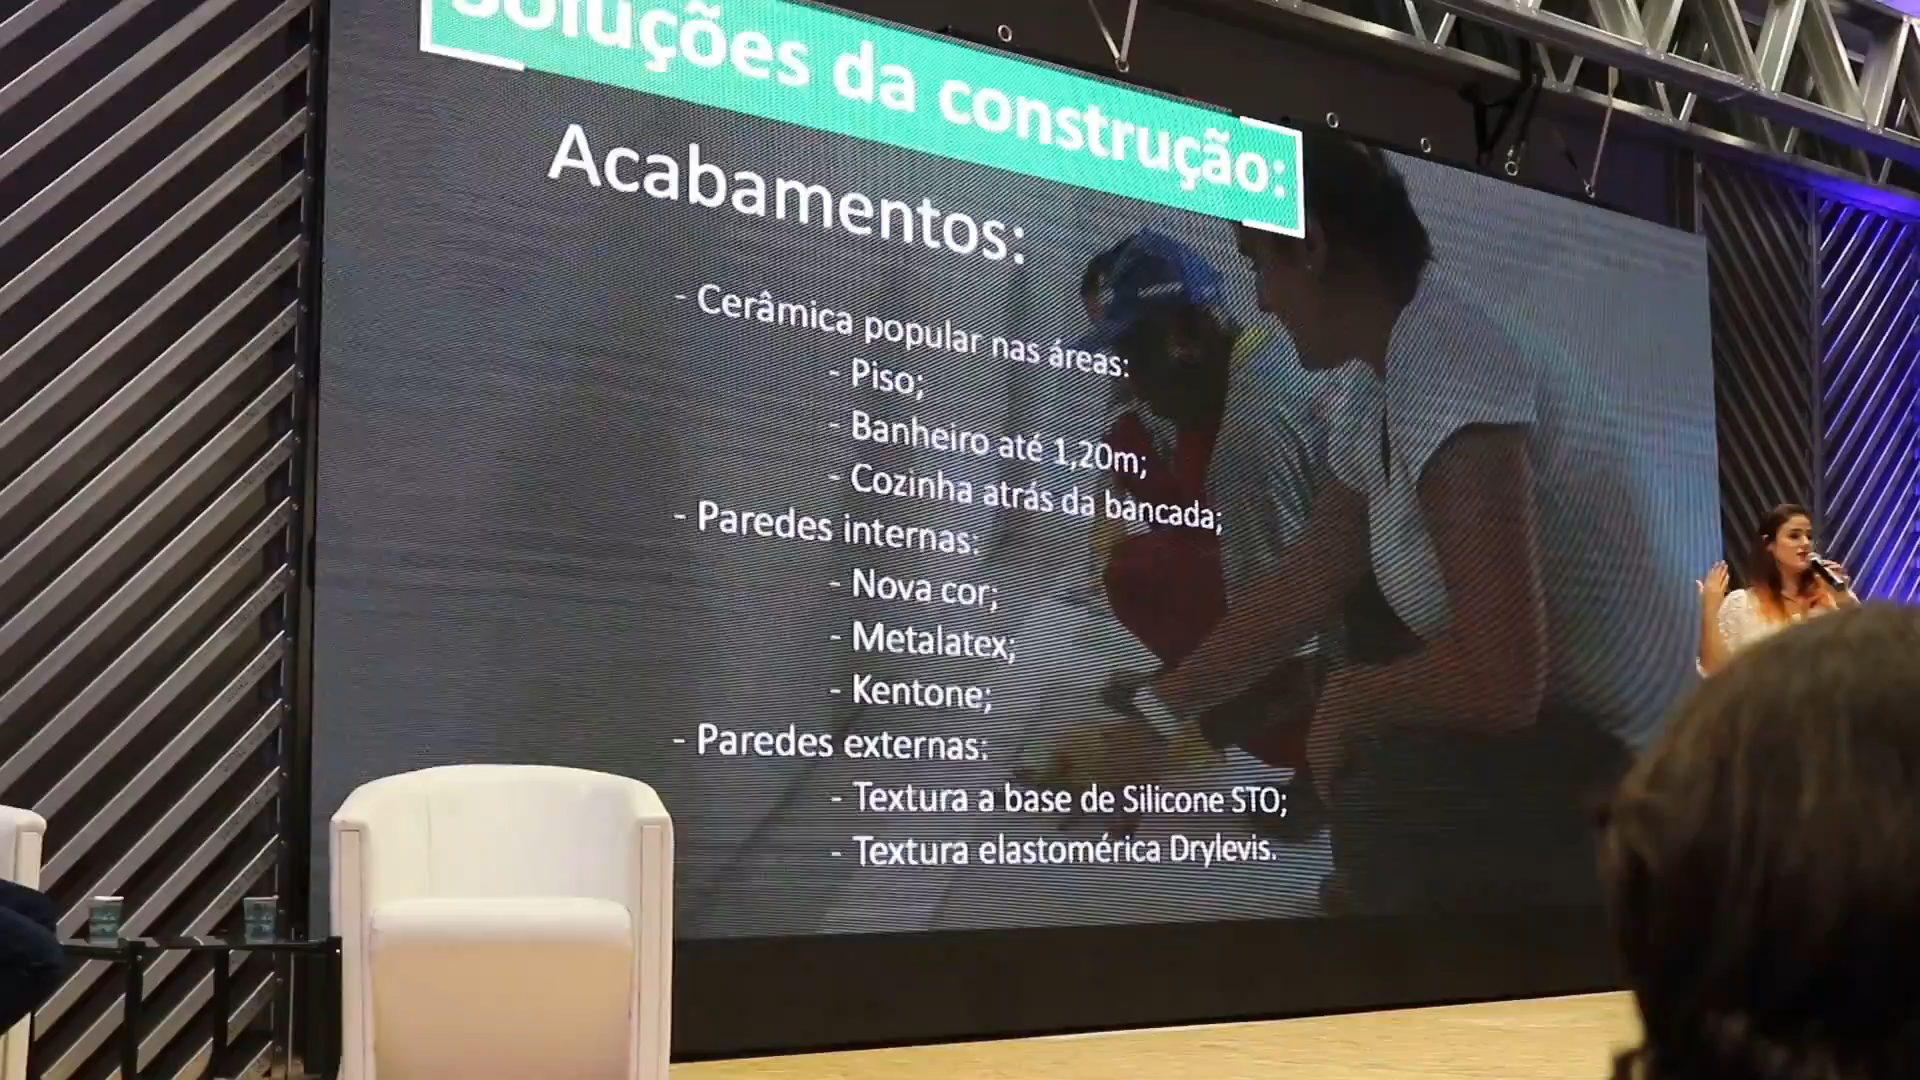 Soluções da construção:
Acabamentos:
- Cerâmica popular nas áreas:
- Piso;
- Banheiro até 1,20m;
- Cozinha atrás da bancada;
- Paredes internas:
- Nova cor;
- Metalatex;
- Kentone;
- Paredes externas:
- Textura a base de Silicone STO;
- Textura elastomérica Drylevis.